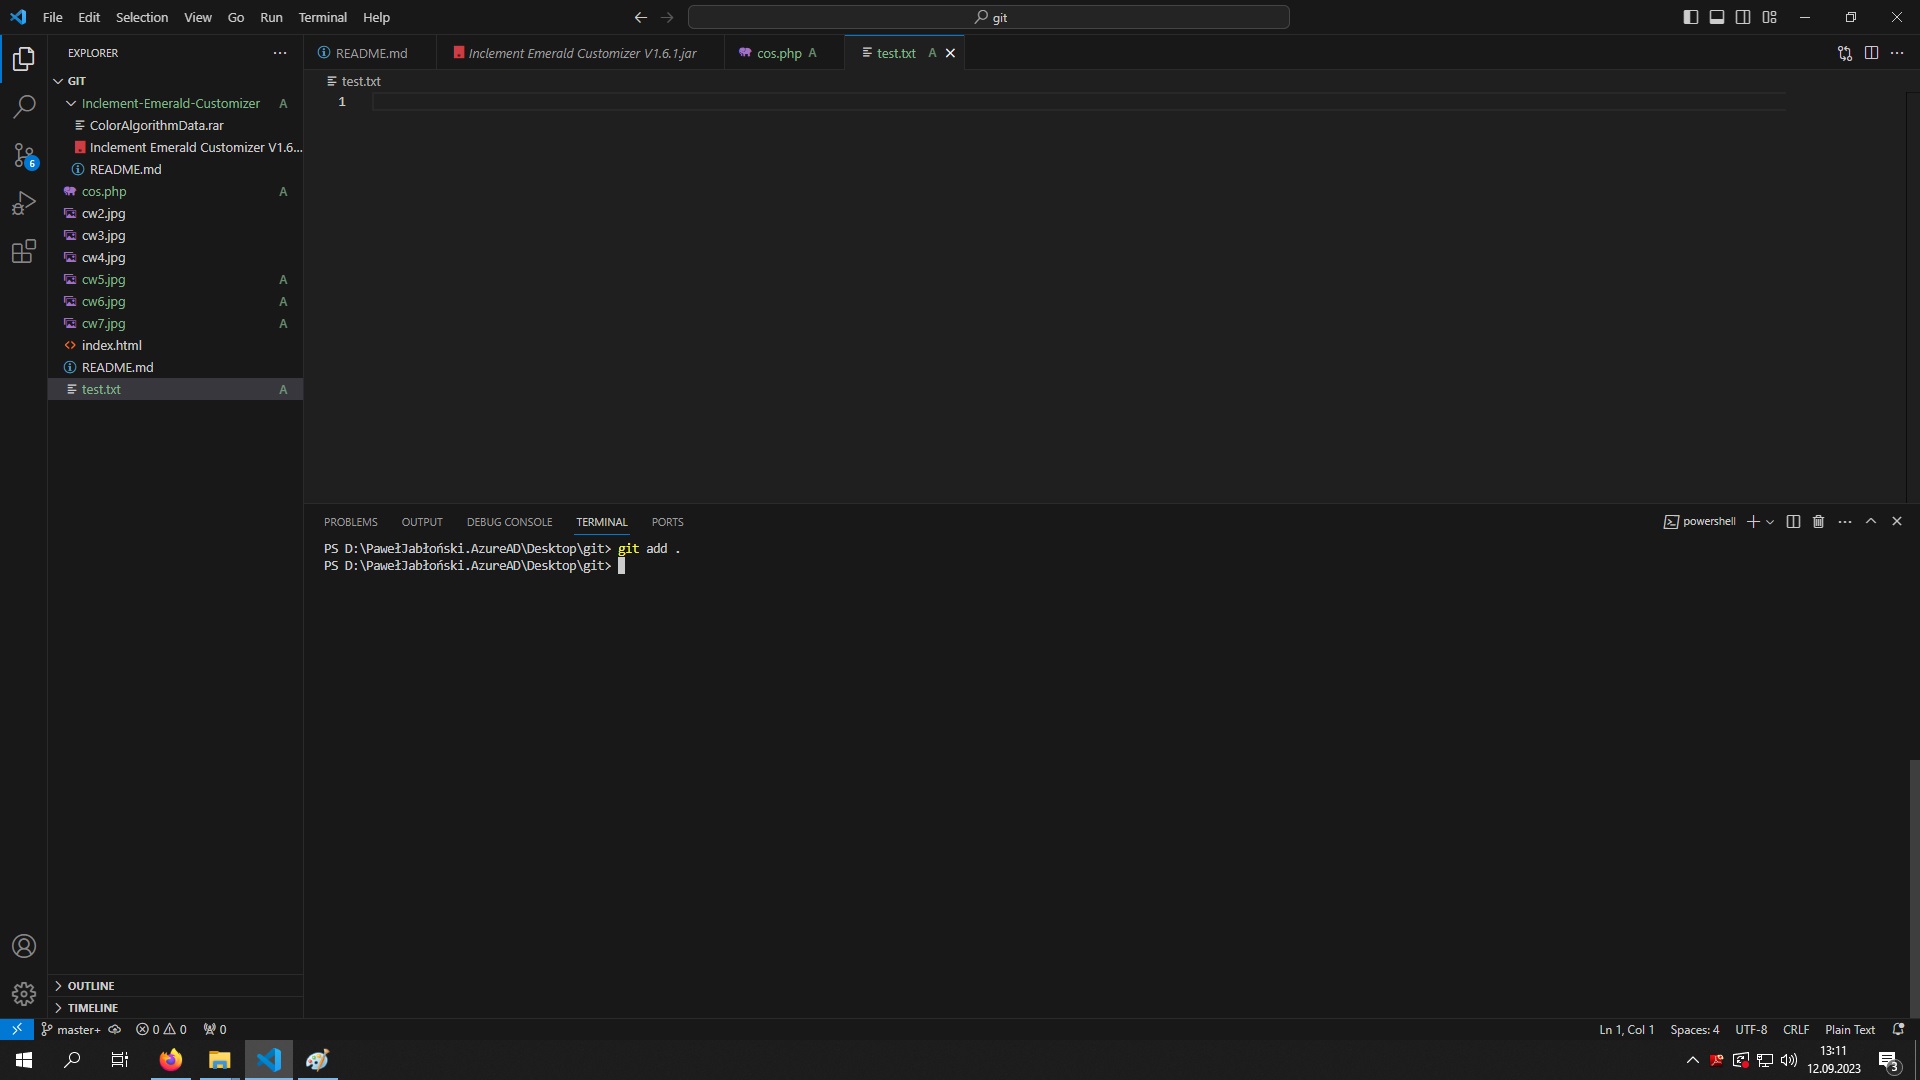 File Edit Selection View Go Run Terminal Help
git
EXPLORER
README.md
Inclement Emerald Customizer V1.6.1.jar
cos.php A
test.txt A
GIT
test.txt
Inclement-Emerald-Customizer A
1
ColorAlgorithmData.rar
Inclement Emerald Customizer V1.6...
README.md
6
cos.php A
cw2.jpg
cw3.jpg
cw4.jpg
cw5.jpg A
cw6.jpg A
cw7.jpg A
index.html
README.md
test.txt A
PROBLEMS OUTPUT DEBUG CONSOLE TERMINAL PORTS
powershell
PS D:\PawełJabłoński.AzureAD\Desktop\git> git add .
PS D:\PawełJabłoński.AzureAD\Desktop\git>
OUTLINE
TIMELINE
master+ 0 0 0
Ln 1, Col 1 Spaces: 4 UTF-8 CRLF Plain Text
13:11
12.09.2023
3